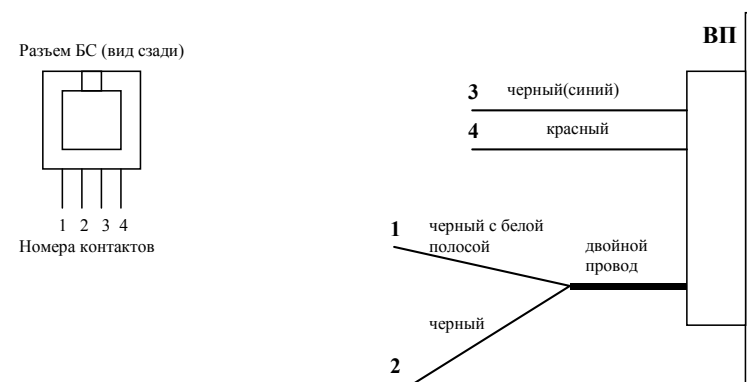 ВП
Разъем БС (вид сзади)
3 черный(синий)
4 красный
1 2 3 4
Номера контактов
1 черный с белой
полосой
двойной
провод
черный
2